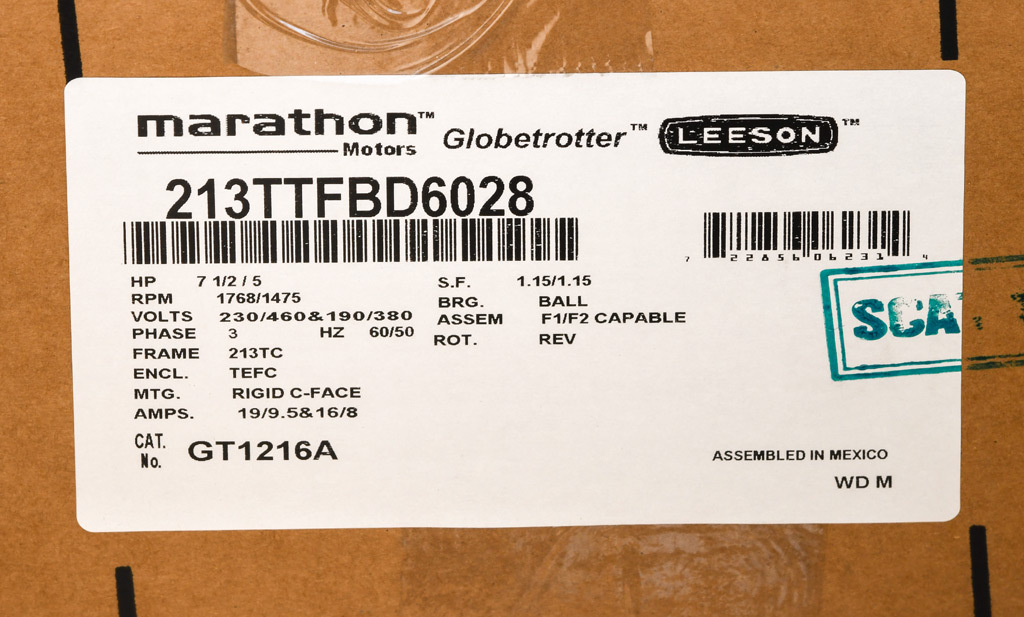 marathon™
Motors
Globetrotter™
LEESON™
213TTFBD6028
7 22856 06231 4
HP 7 1/2 / 5
RPM 1768/1475
VOLTS 230/460&190/380
PHASE 3 HZ 60/50
FRAME 213TC
ENCL. TEFC
MTG. RIGID C-FACE
AMPS. 19/9.5&16/8
S.F. 1.15/1.15
BRG. BALL
ASSEM F1/F2 CAPABLE
ROT. REV
SCA
CAT. No. GT1216A
ASSEMBLED IN MEXICO
WD M